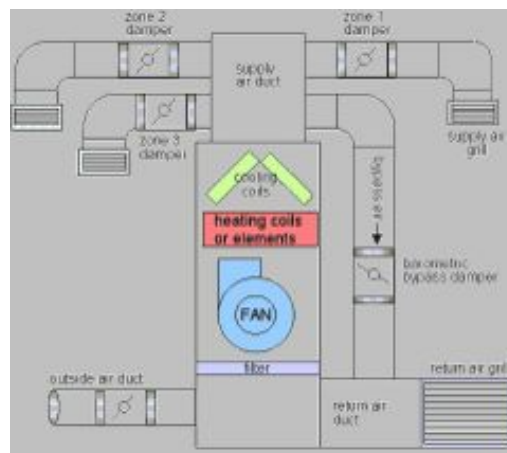 zone 2
damper
zone 1
damper
supply
air duct
zone 3
damper
supply air
grill
cooling
coils
bypass air
heating coils
or elements
barometric
bypass damper
FAN
filter
return air grill
outside air duct
return air
duct